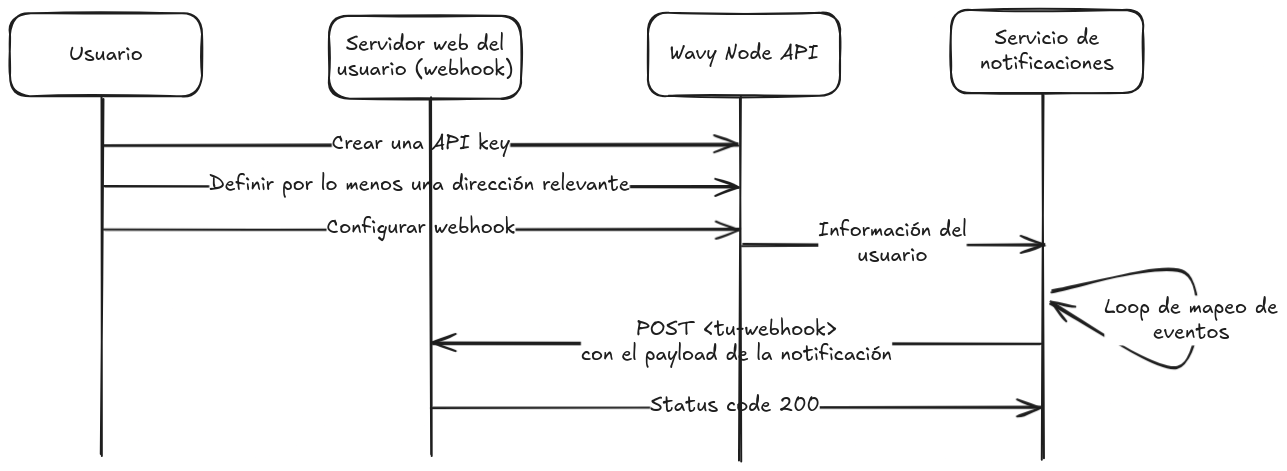 Usuario
Servidor web del
usuario (webhook)
Wavy Node API
Servicio de
notificaciones
Crear una API key
Definir por lo menos una dirección relevante
Configurar webhook
Información del
usuario
Loop de mapeo de
eventos
POST <tu-webhook>
con el payload de la notificación
Status code 200